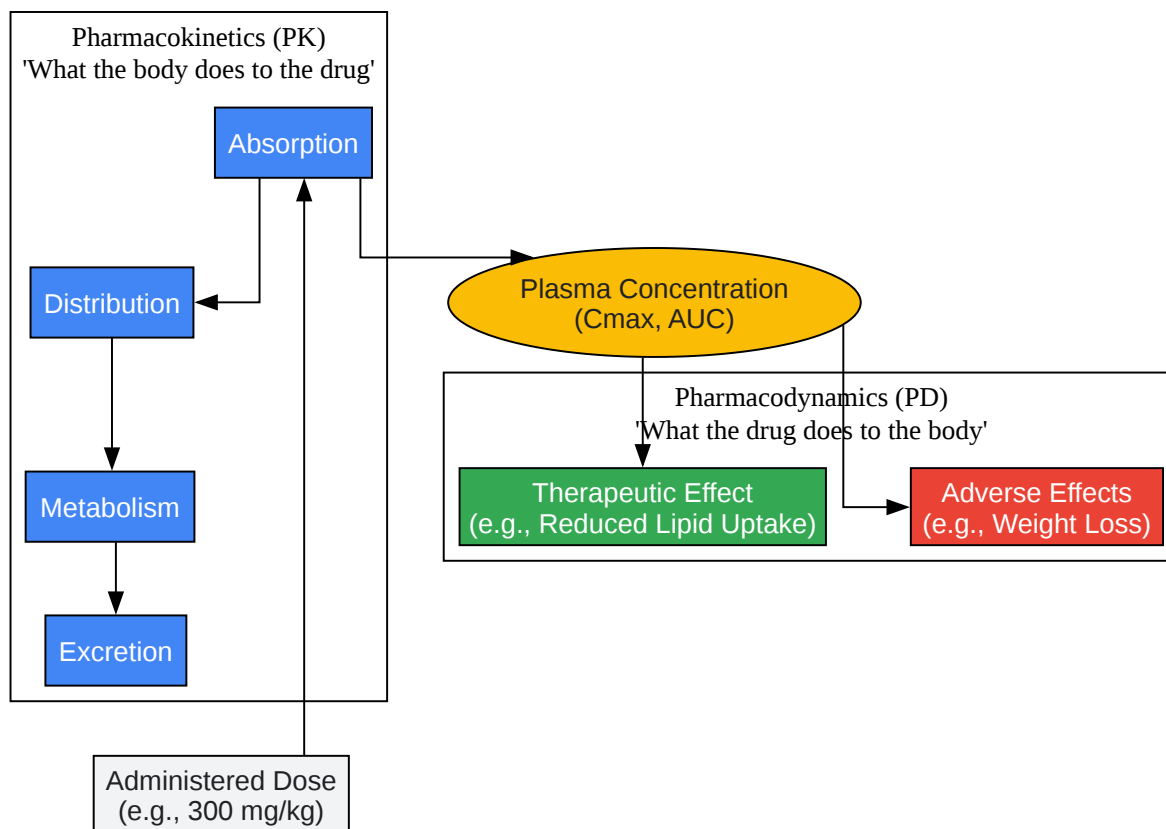 Pharmacokinetics (PK)
'What the body does to the drug'
Absorption
Distribution
Metabolism
Excretion
Administered Dose
(e.g., 300 mg/kg)
Plasma Concentration
(Cmax, AUC)
Pharmacodynamics (PD)
'What the drug does to the body'
Therapeutic Effect
(e.g., Reduced Lipid Uptake)
Adverse Effects
(e.g., Weight Loss)